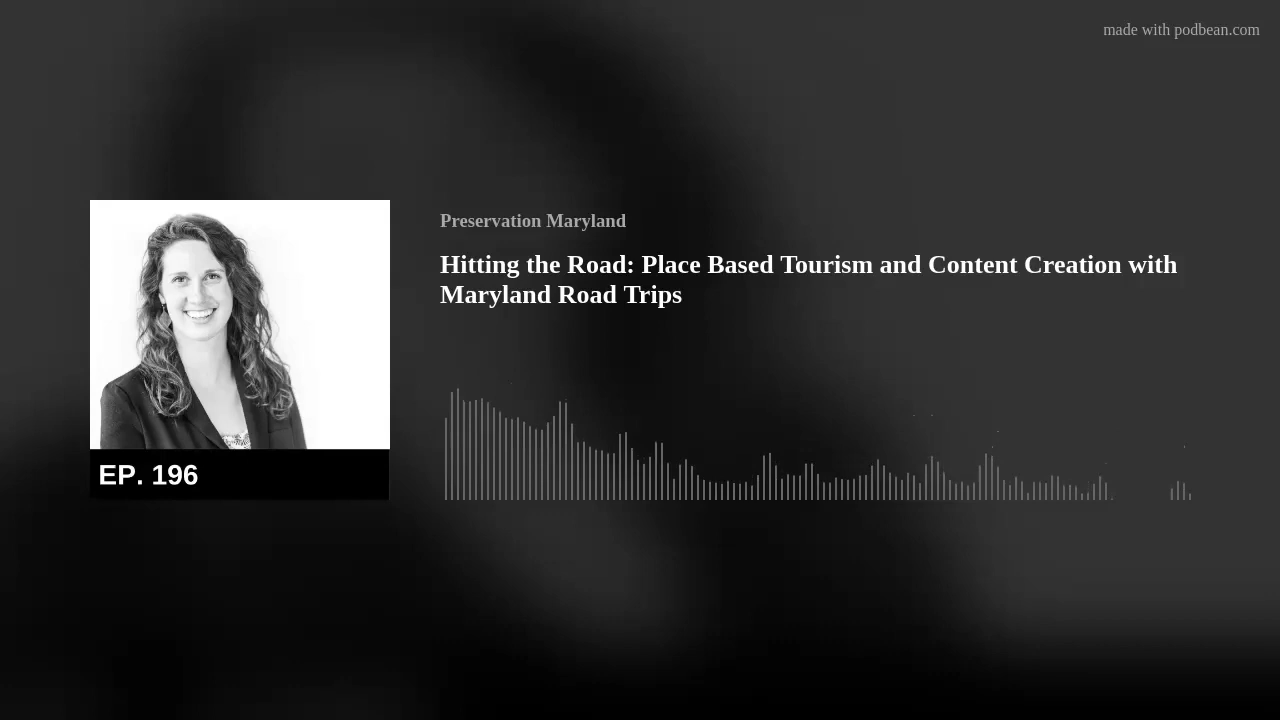 made with podbean.com
Preservation Maryland
Hitting the Road: Place Based Tourism and Content Creation with
Maryland Road Trips
EP. 196